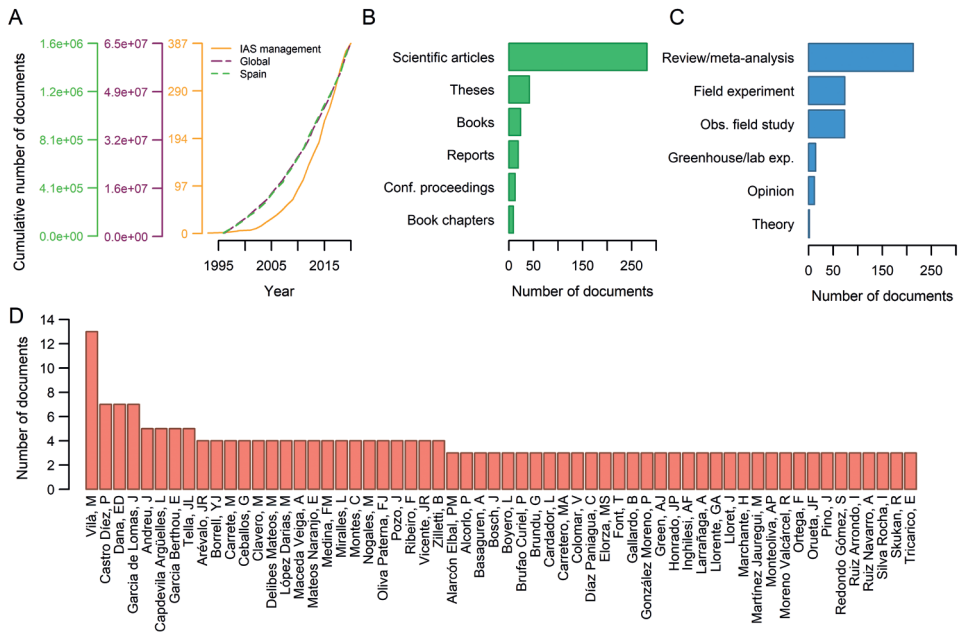 A
Cumulative number of documents
1.6e+06
1.2e+06
8.1e+05
4.1e+05
0.0e+00
6.5e+07
4.9e+07
3.2e+07
1.6e+07
0.0e+00
387
290
194
97
0
IAS management
Global
Spain
1995
2005
2015
Year
B
Scientific articles
Theses
Books
Reports
Conf. proceedings
Book chapters
0
50
150
250
Number of documents
C
Review/meta-analysis
Field experiment
Obs. field study
Greenhouse/lab exp.
Opinion
Theory
0
50
150
250
Number of documents
D
Number of documents
14
12
10
8
6
4
2
0
Vilà, M
Castro Díez, P
Dana, ED
Garcia de Lomas, J
Andreu, J
Capdevila Argüelles, L
Garcia Berthou, E
Tella, JL
Arévalo, JR
Borrell, YJ
Carrete, M
Ceballos, G
Clavero, M
Delibes Mateos, M
López Darias, M
Maceda Veiga, A
Mateos Naranjo, E
Medina, FM
Miralles, L
Montes, C
Nogales, M
Oliva Paterna, FJ
Pozo, J
Ribeiro, F
Vicente, JR
Zilletti, B
Alarcón Elbal, PM
Alcorlo, P
Basaguren, A
Bosch, J
Boyero, L
Brufao Curiel, P
Brundu, G
Cardador, L
Carretero, MA
Colomar, V
Díaz Paniagua, C
Elorza, MS
Font, T
Gallardo, B
González Moreno, P
Green, AJ
Honrado, JP
Inghilesi, AF
Larrañaga, A
Llorente, GA
Lloret, J
Marchante, H
Martínez Jauregui, M
Monteoliva, AP
Moreno Valcárcel, R
Ortega, F
Orueta, JF
Pino, J
Redondo Gómez, S
Ruiz Arrondo, I
Ruiz Navarro, A
Silva Rocha, I
Skukan, R
Tricarico, E